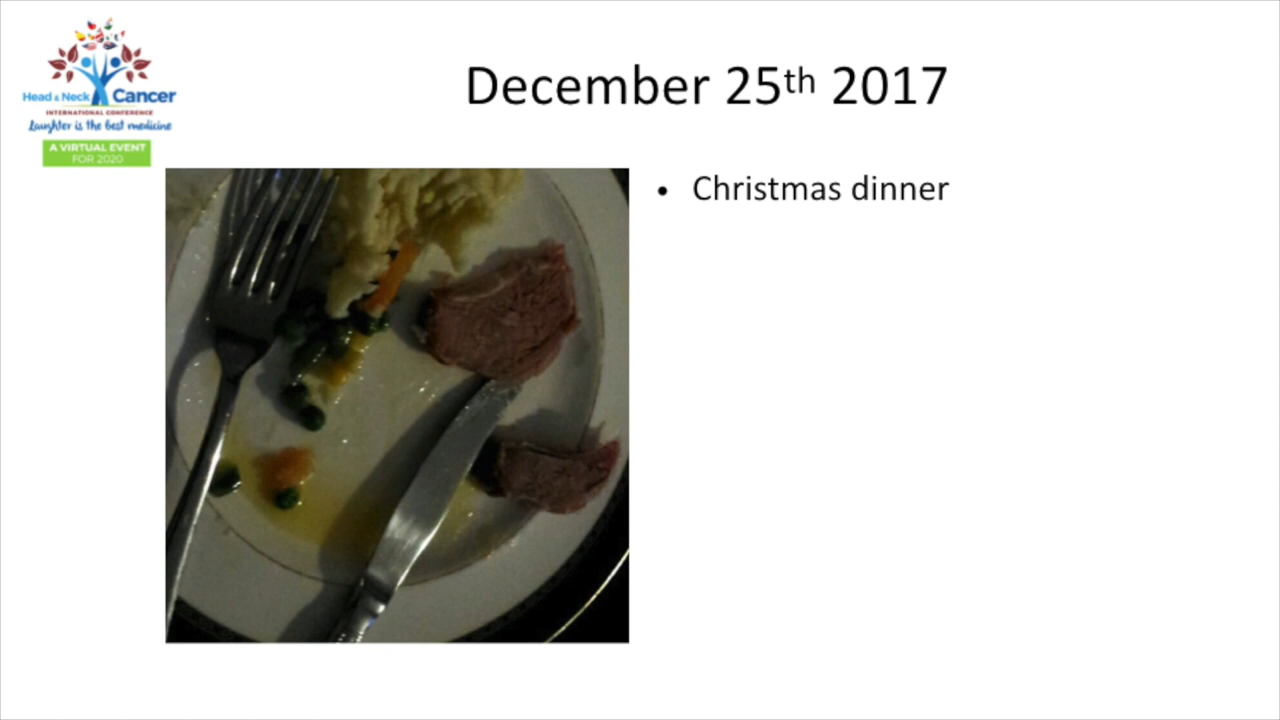 Head & Neck Cancer
INTERNATIONAL CONFERENCE
Laughter is the best medicine
A VIRTUAL EVENT
FOR 2020
December 25th 2017
• Christmas dinner